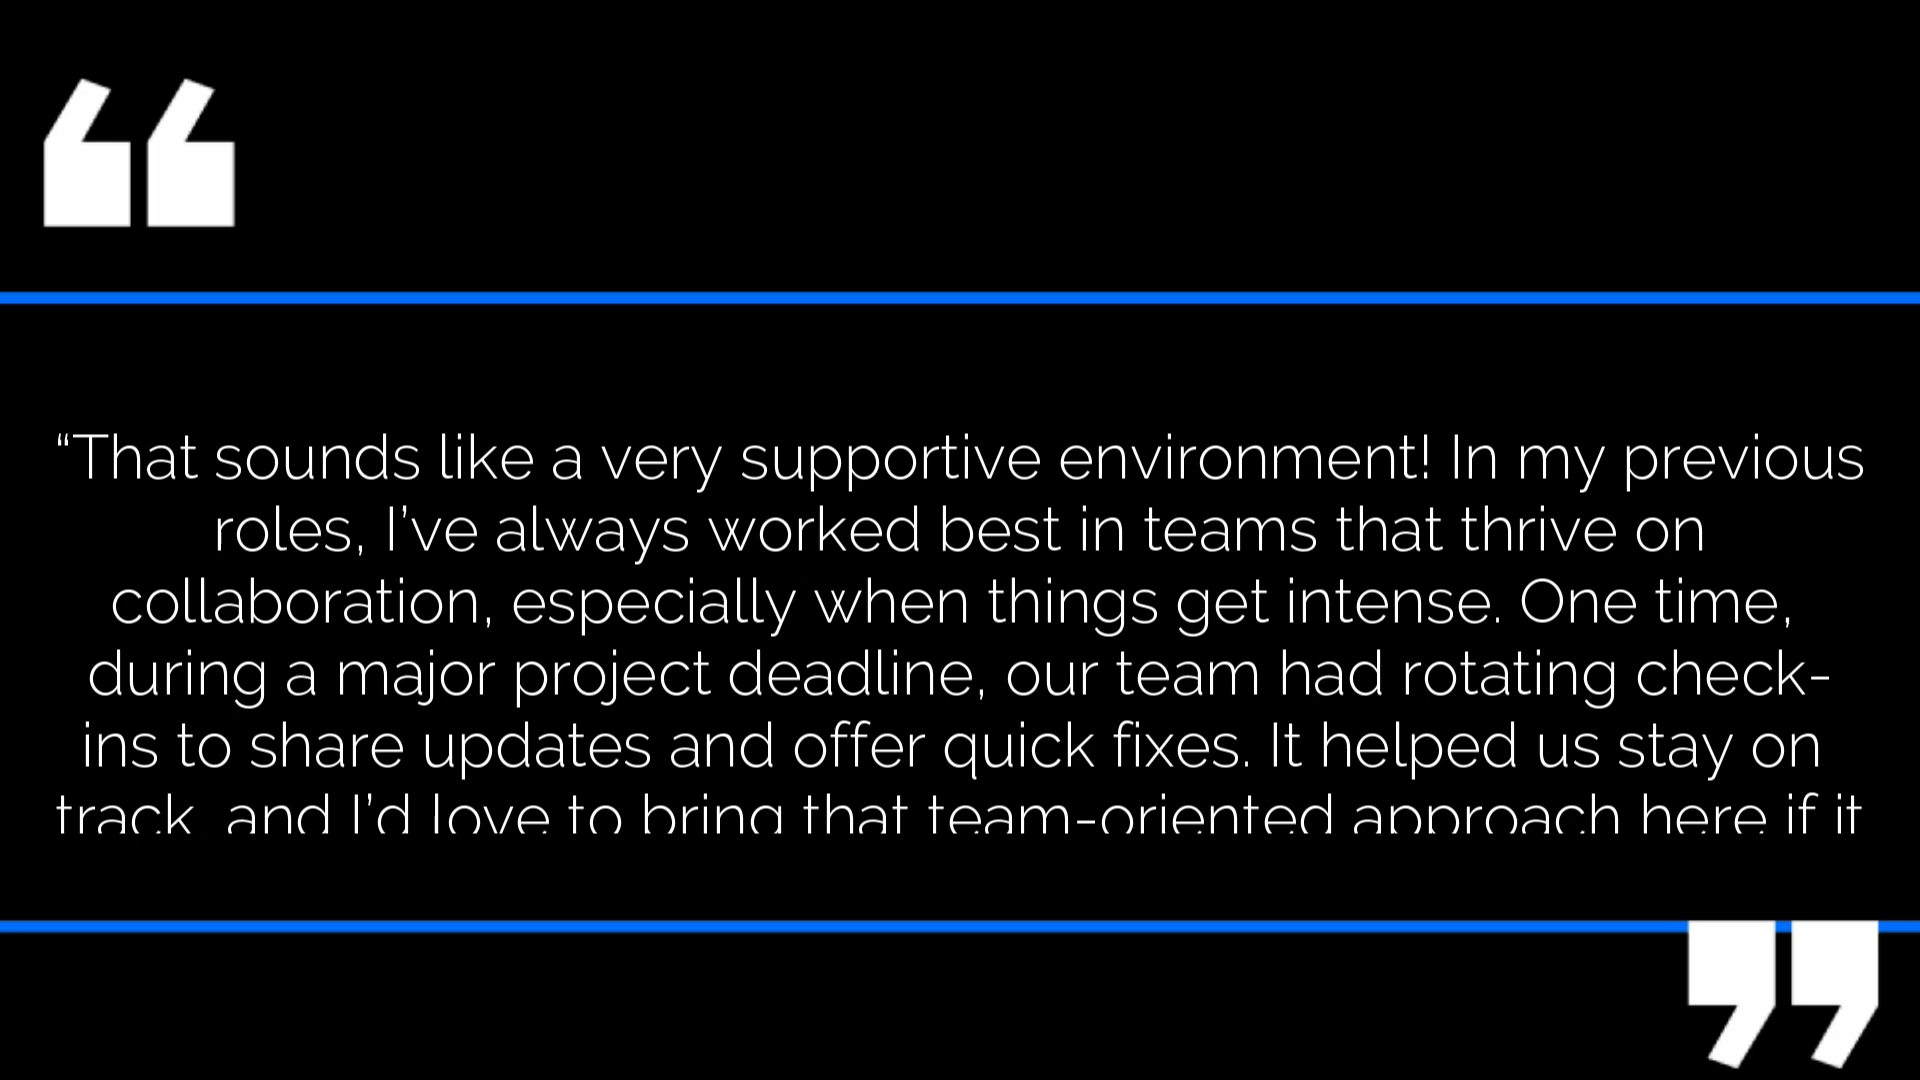 “That sounds like a very supportive environment! In my previous
roles, I’ve always worked best in teams that thrive on
collaboration, especially when things get intense. One time,
during a major project deadline, our team had rotating check-
ins to share updates and offer quick fixes. It helped us stay on
track, and I’d love to bring that team-oriented approach here if it